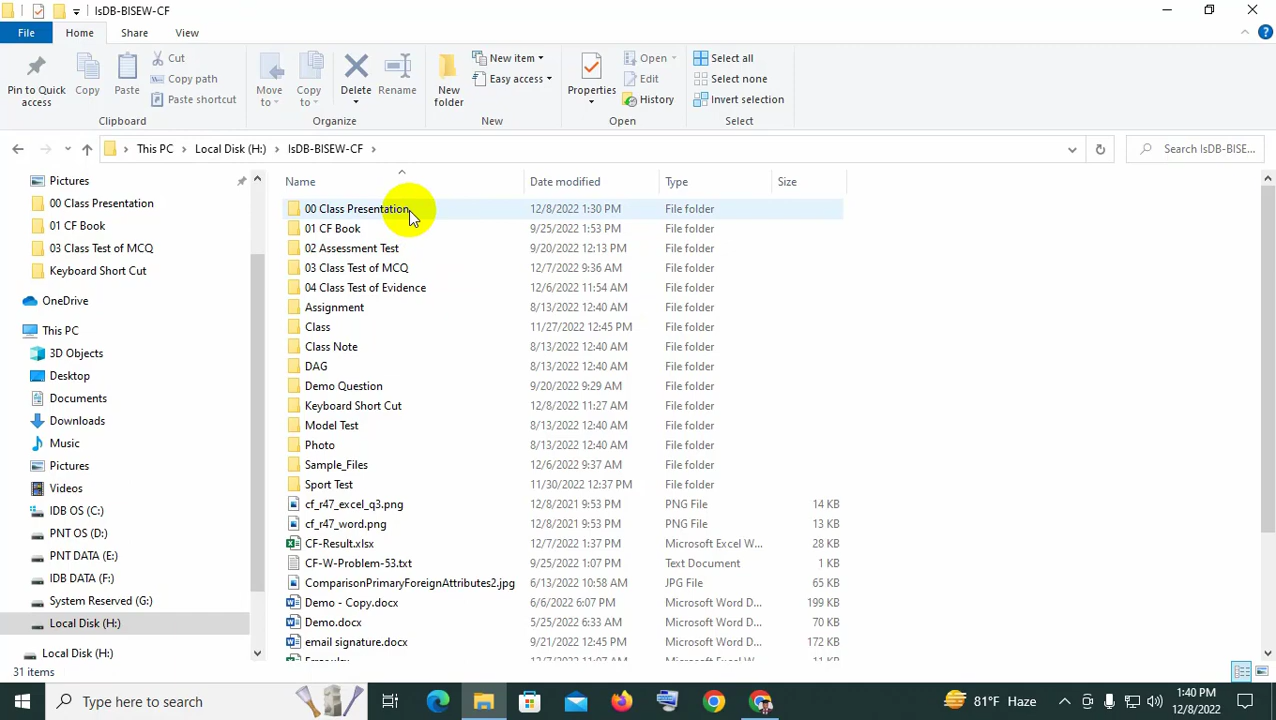 IsDB-BISEW-CF
File Home Share View
Pin to Quick access
Copy
Paste
Cut
Copy path
Paste shortcut
Clipboard
Move to
Copy to
Delete
Rename
Organize
New folder
New item
Easy access
New
Properties
Open
Edit
History
Open
Select all
Select none
Invert selection
Select
This PC Local Disk (H:) IsDB-BISEW-CF
Search IsDB-BISEW...
Pictures
00 Class Presentation
01 CF Book
03 Class Test of MCQ
Keyboard Short Cut
OneDrive
This PC
3D Objects
Desktop
Documents
Downloads
Music
Pictures
Videos
IDB OS (C:)
PNT OS (D:)
PNT DATA (E:)
IDB DATA (F:)
System Reserved (G:)
Local Disk (H:)
Local Disk (H:)
Name Date modified Type Size
00 Class Presentation 12/8/2022 1:30 PM File folder
01 CF Book 9/25/2022 1:53 PM File folder
02 Assessment Test 9/20/2022 12:13 PM File folder
03 Class Test of MCQ 12/7/2022 9:36 AM File folder
04 Class Test of Evidence 12/6/2022 11:54 AM File folder
Assignment 8/13/2022 12:40 AM File folder
Class 11/27/2022 12:45 PM File folder
Class Note 8/13/2022 12:40 AM File folder
DAG 8/13/2022 12:40 AM File folder
Demo Question 9/20/2022 9:29 AM File folder
Keyboard Short Cut 12/8/2022 11:27 AM File folder
Model Test 8/13/2022 12:40 AM File folder
Photo 8/13/2022 12:40 AM File folder
Sample_Files 12/6/2022 9:37 AM File folder
Sport Test 11/30/2022 12:37 PM File folder
cf_r47_excel_q3.png 12/8/2021 9:53 PM PNG File 14 KB
cf_r47_word.png 12/8/2021 9:53 PM PNG File 13 KB
CF-Result.xlsx 12/7/2022 1:37 PM Microsoft Excel W... 28 KB
CF-W-Problem-53.txt 9/25/2022 1:07 PM Text Document 1 KB
ComparisonPrimaryForeignAttributes2.jpg 6/13/2022 10:58 AM JPG File 65 KB
Demo - Copy.docx 6/6/2022 6:07 PM Microsoft Word D... 199 KB
Demo.docx 5/25/2022 6:33 AM Microsoft Word D... 70 KB
email signature.docx 9/21/2022 12:45 PM Microsoft Word D... 172 KB
31 items
Type here to search
81°F Haze
1:40 PM
12/8/2022